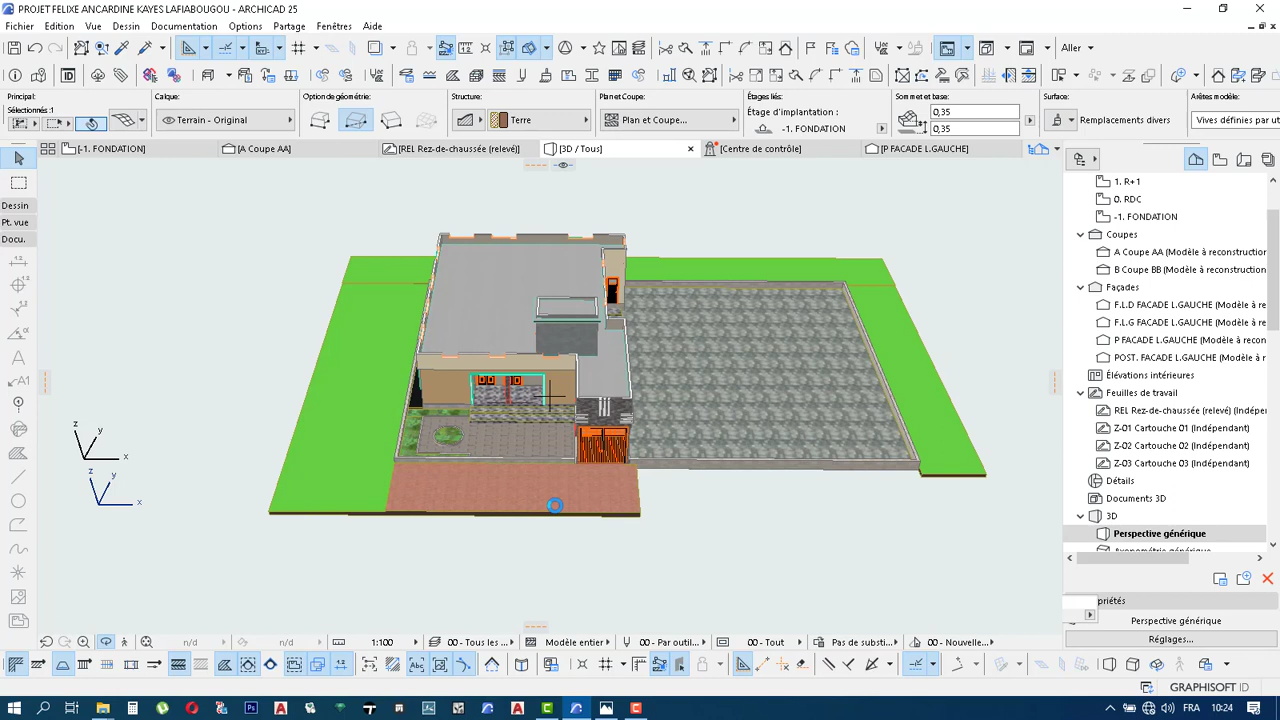 PROJET FELIXE ANCARDINE KAYES LAFIABOUGOU - ARCHICAD 25
Fichier Edition Vue Dessin Documentation Options Partage Fenêtres Aide
Aller
Principal:
Sélectionnés :1
Calque:
Terrain - Original
Option de géométrie:
Structure:
Terre
Plan et Coupe:
Plan et Coupe...
Étages liés:
Étage d'implantation :
-1. FONDATION
Sommet et base:
0,35
0,35
Surface:
Remplacements divers
Arêtes modèle:
Vives définies par ut
[-1. FONDATION] [A Coupe AA] [REL Rez-de-chaussée (relevé)] [3D / Tous] [Centre de contrôle] [P FACADE L.GAUCHE]
Dessin
Pt. vue
Docu.
1. R+1
0. RDC
-1. FONDATION
Coupes
A Coupe AA (Modèle à reconstruction
B Coupe BB (Modèle à reconstruction
Façades
F.L.D FACADE L.GAUCHE (Modèle à re
F.L.G FACADE L.GAUCHE (Modèle à re
P FACADE L.GAUCHE (Modèle à recon
POST. FACADE L.GAUCHE (Modèle à
Élévations intérieures
Feuilles de travail
REL Rez-de-chaussée (relevé) (Indéper
Z-01 Cartouche 01 (Indépendant)
Z-02 Cartouche 02 (Indépendant)
Z-03 Cartouche 03 (Indépendant)
Détails
Documents 3D
3D
Perspective générique
Axonométrie générique
z
y
x
z
y
x
opriétés
Perspective générique
Réglages...
n/d
n/d
1:100
00 - Tous les ...
Modèle entier
00 - Par outil...
00 - Tout
Pas de substi...
00 - Nouvelle...
GRAPHISOFT ID
FRA 10:24